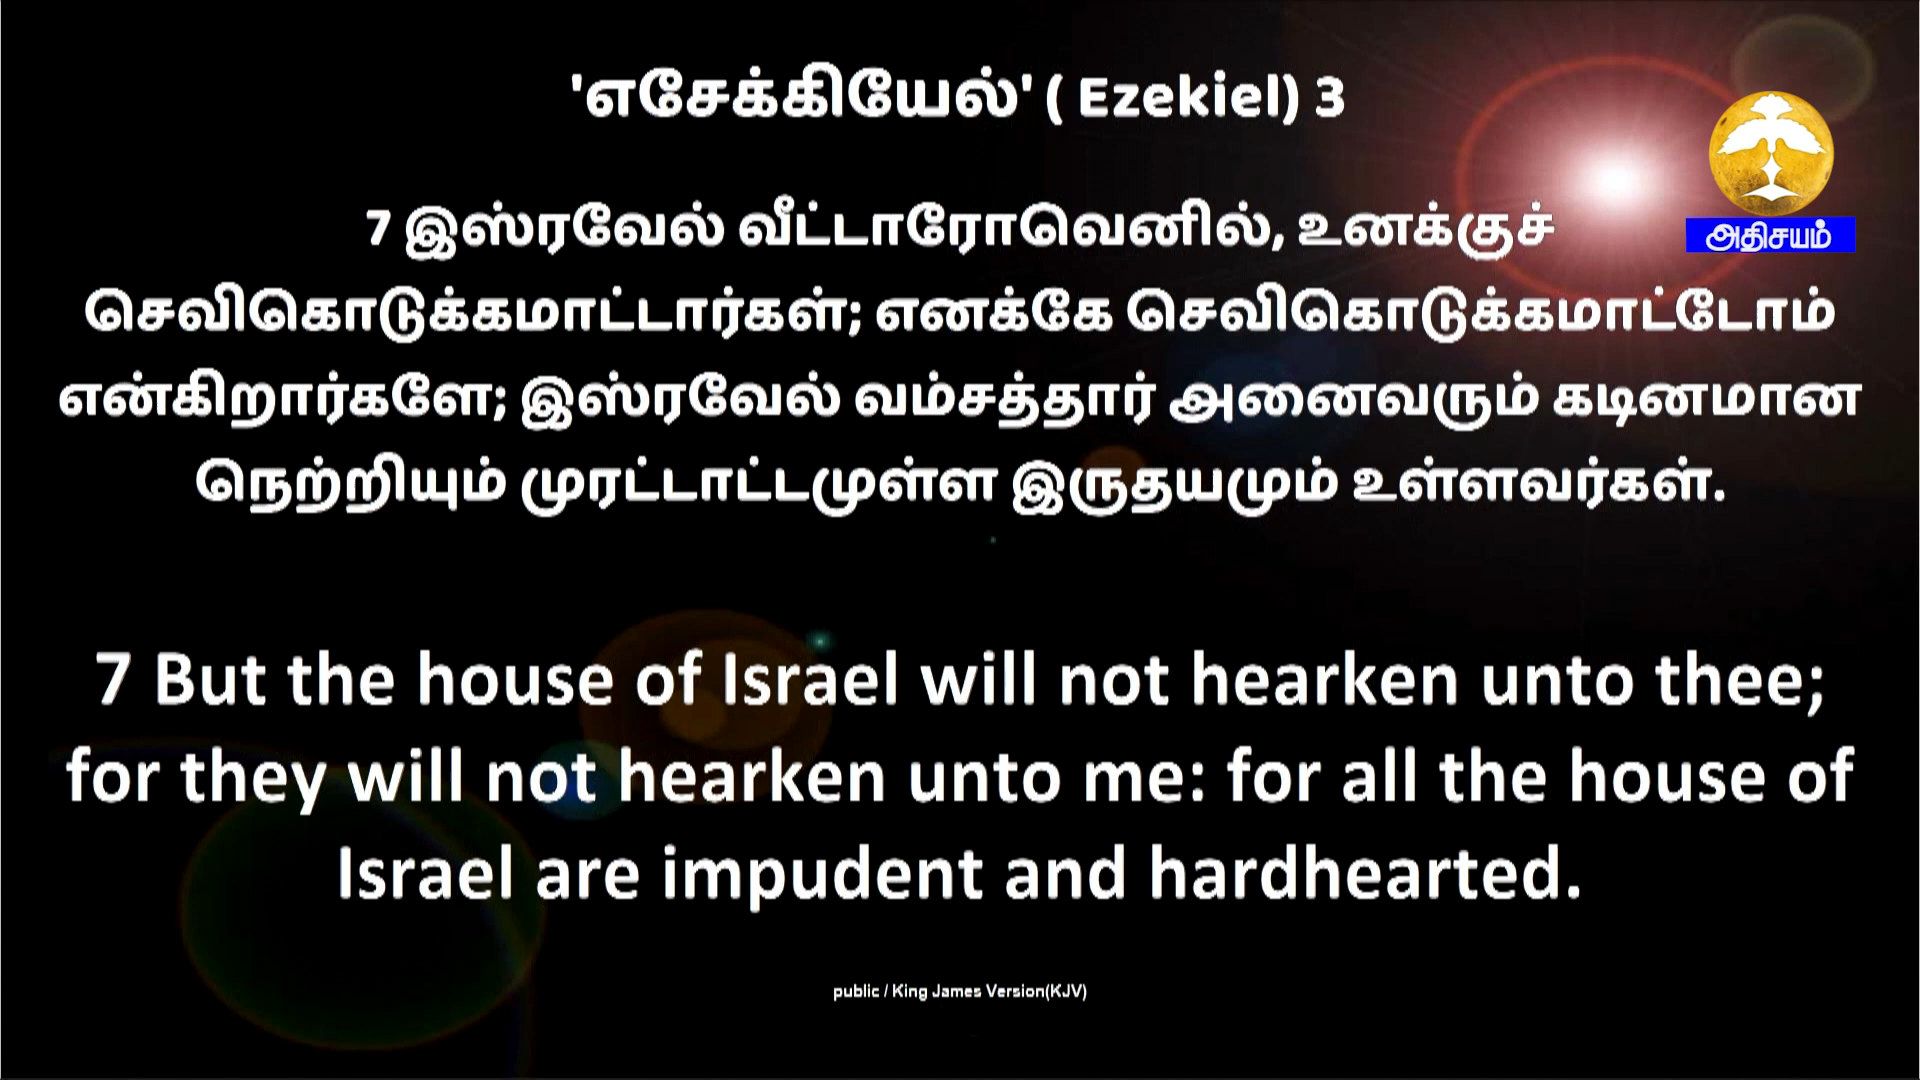 'எசேக்கியேல்' ( Ezekiel) 3
அதிசயம்
7 இஸ்ரவேல் வீட்டாரோவெனில், உனக்குச்
செவிகொடுக்கமாட்டார்கள்; எனக்கே செவிகொடுக்கமாட்டோம்
என்கிறார்களே; இஸ்ரவேல் வம்சத்தார் அனைவரும் கடினமான
நெற்றியும் முரட்டாட்டமுள்ள இருதயமும் உள்ளவர்கள்.
7 But the house of Israel will not hearken unto thee;
for they will not hearken unto me: for all the house of
Israel are impudent and hardhearted.
public / King James Version(KJV)